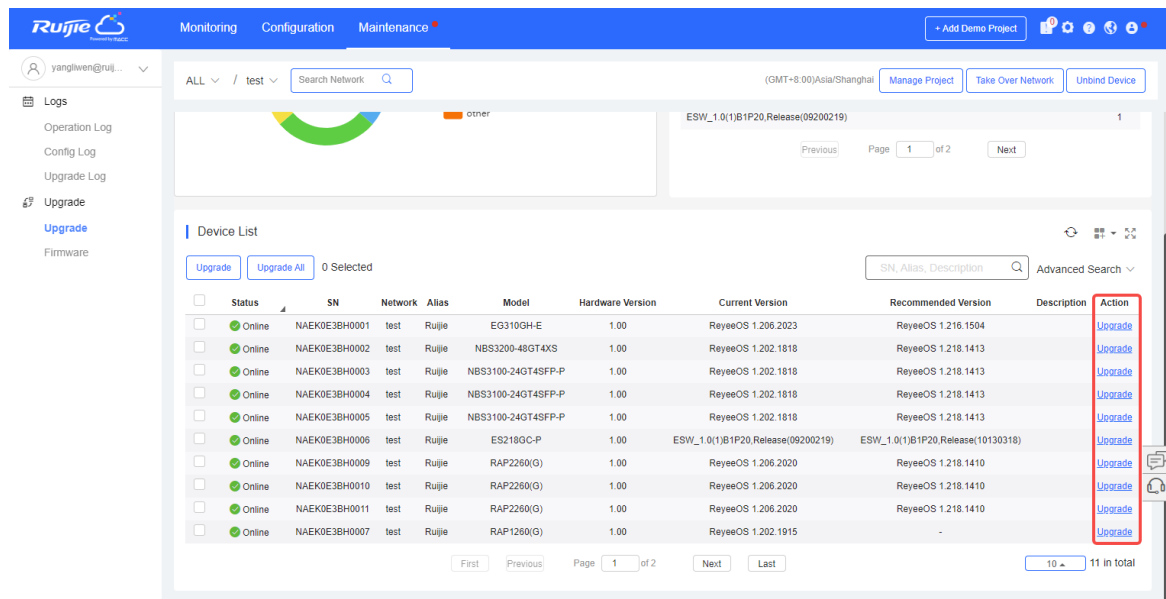 Ruijie
Powered by MACC
Monitoring Configuration Maintenance
+ Add Demo Project
0
yangliwen@ruij...
ALL / test Search Network
(GMT+8:00)Asia/Shanghai Manage Project Take Over Network Unbind Device
Logs
Operation Log
Config Log
Upgrade Log
Upgrade
Upgrade
Firmware
other
ESW_1.0(1)B1P20,Release(09200219) 1
Previous Page 1 of 2 Next
Device List
Upgrade Upgrade All 0 Selected
SN, Alias, Description Advanced Search
Status SN Network Alias Model Hardware Version Current Version Recommended Version Description Action
Online NAEK0E3BH0001 test Ruijie EG310GH-E 1.00 ReyeeOS 1.206.2023 ReyeeOS 1.216.1504 Upgrade
Online NAEK0E3BH0002 test Ruijie NBS3200-48GT4XS 1.00 ReyeeOS 1.202.1818 ReyeeOS 1.218.1413 Upgrade
Online NAEK0E3BH0003 test Ruijie NBS3100-24GT4SFP-P 1.00 ReyeeOS 1.202.1818 ReyeeOS 1.218.1413 Upgrade
Online NAEK0E3BH0004 test Ruijie NBS3100-24GT4SFP-P 1.00 ReyeeOS 1.202.1818 ReyeeOS 1.218.1413 Upgrade
Online NAEK0E3BH0005 test Ruijie NBS3100-24GT4SFP-P 1.00 ReyeeOS 1.202.1818 ReyeeOS 1.218.1413 Upgrade
Online NAEK0E3BH0006 test Ruijie ES218GC-P 1.00 ESW_1.0(1)B1P20,Release(09200219) ESW_1.0(1)B1P20,Release(10130318) Upgrade
Online NAEK0E3BH0009 test Ruijie RAP2260(G) 1.00 ReyeeOS 1.206.2020 ReyeeOS 1.218.1410 Upgrade
Online NAEK0E3BH0010 test Ruijie RAP2260(G) 1.00 ReyeeOS 1.206.2020 ReyeeOS 1.218.1410 Upgrade
Online NAEK0E3BH0011 test Ruijie RAP2260(G) 1.00 ReyeeOS 1.206.2020 ReyeeOS 1.218.1410 Upgrade
Online NAEK0E3BH0007 test Ruijie RAP1260(G) 1.00 ReyeeOS 1.202.1915 - Upgrade
First Previous Page 1 of 2 Next Last 10 11 in total